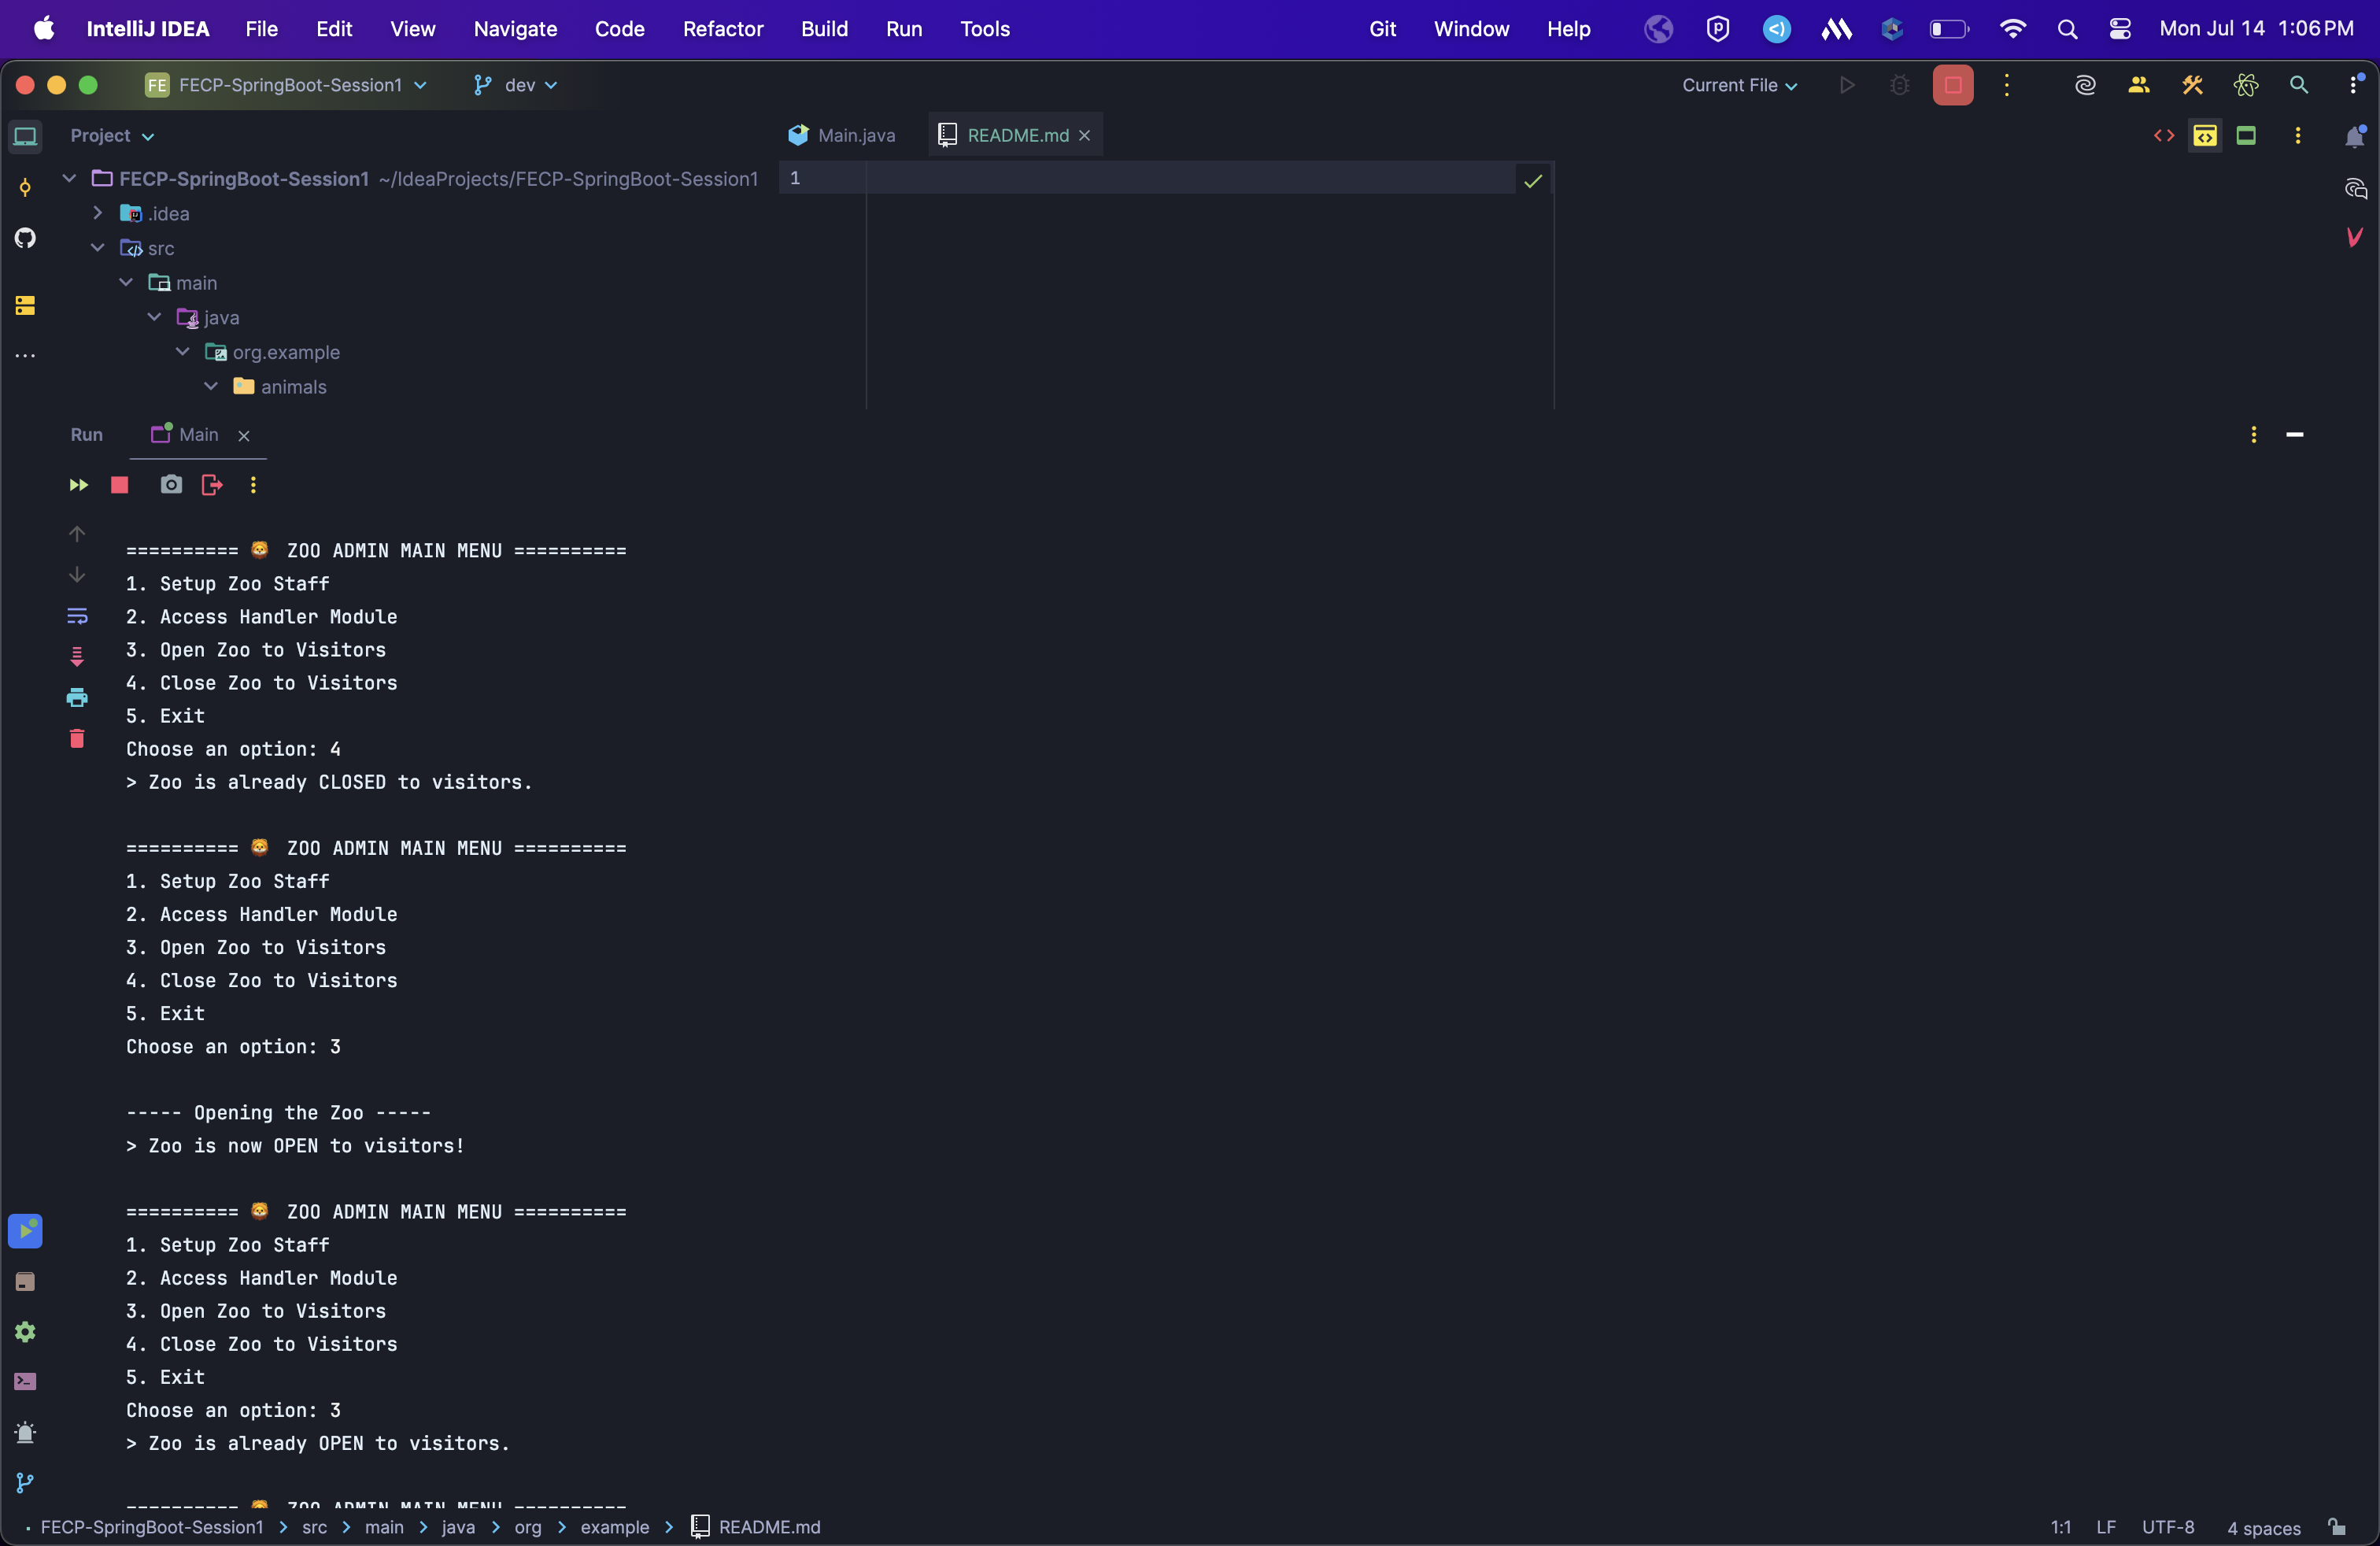 IntelliJ IDEA File Edit View Navigate Code Refactor Build Run Tools Git Window Help Mon Jul 14 1:06 PM
FE FECP-SpringBoot-Session1 dev Current File
Project Main.java README.md
FECP-SpringBoot-Session1 ~/IdeaProjects/FECP-SpringBoot-Session1 1
.idea
src
main
java
org.example
animals
Run Main
========== 🦁 ZOO ADMIN MAIN MENU ==========
1. Setup Zoo Staff
2. Access Handler Module
3. Open Zoo to Visitors
4. Close Zoo to Visitors
5. Exit
Choose an option: 4
> Zoo is already CLOSED to visitors.
========== 🦁 ZOO ADMIN MAIN MENU ==========
1. Setup Zoo Staff
2. Access Handler Module
3. Open Zoo to Visitors
4. Close Zoo to Visitors
5. Exit
Choose an option: 3
----- Opening the Zoo -----
> Zoo is now OPEN to visitors!
========== 🦁 ZOO ADMIN MAIN MENU ==========
1. Setup Zoo Staff
2. Access Handler Module
3. Open Zoo to Visitors
4. Close Zoo to Visitors
5. Exit
Choose an option: 3
> Zoo is already OPEN to visitors.
========== 🦁 ZOO ADMIN MAIN MENU ==========
FECP-SpringBoot-Session1 > src > main > java > org > example > README.md 1:1 LF UTF-8 4 spaces